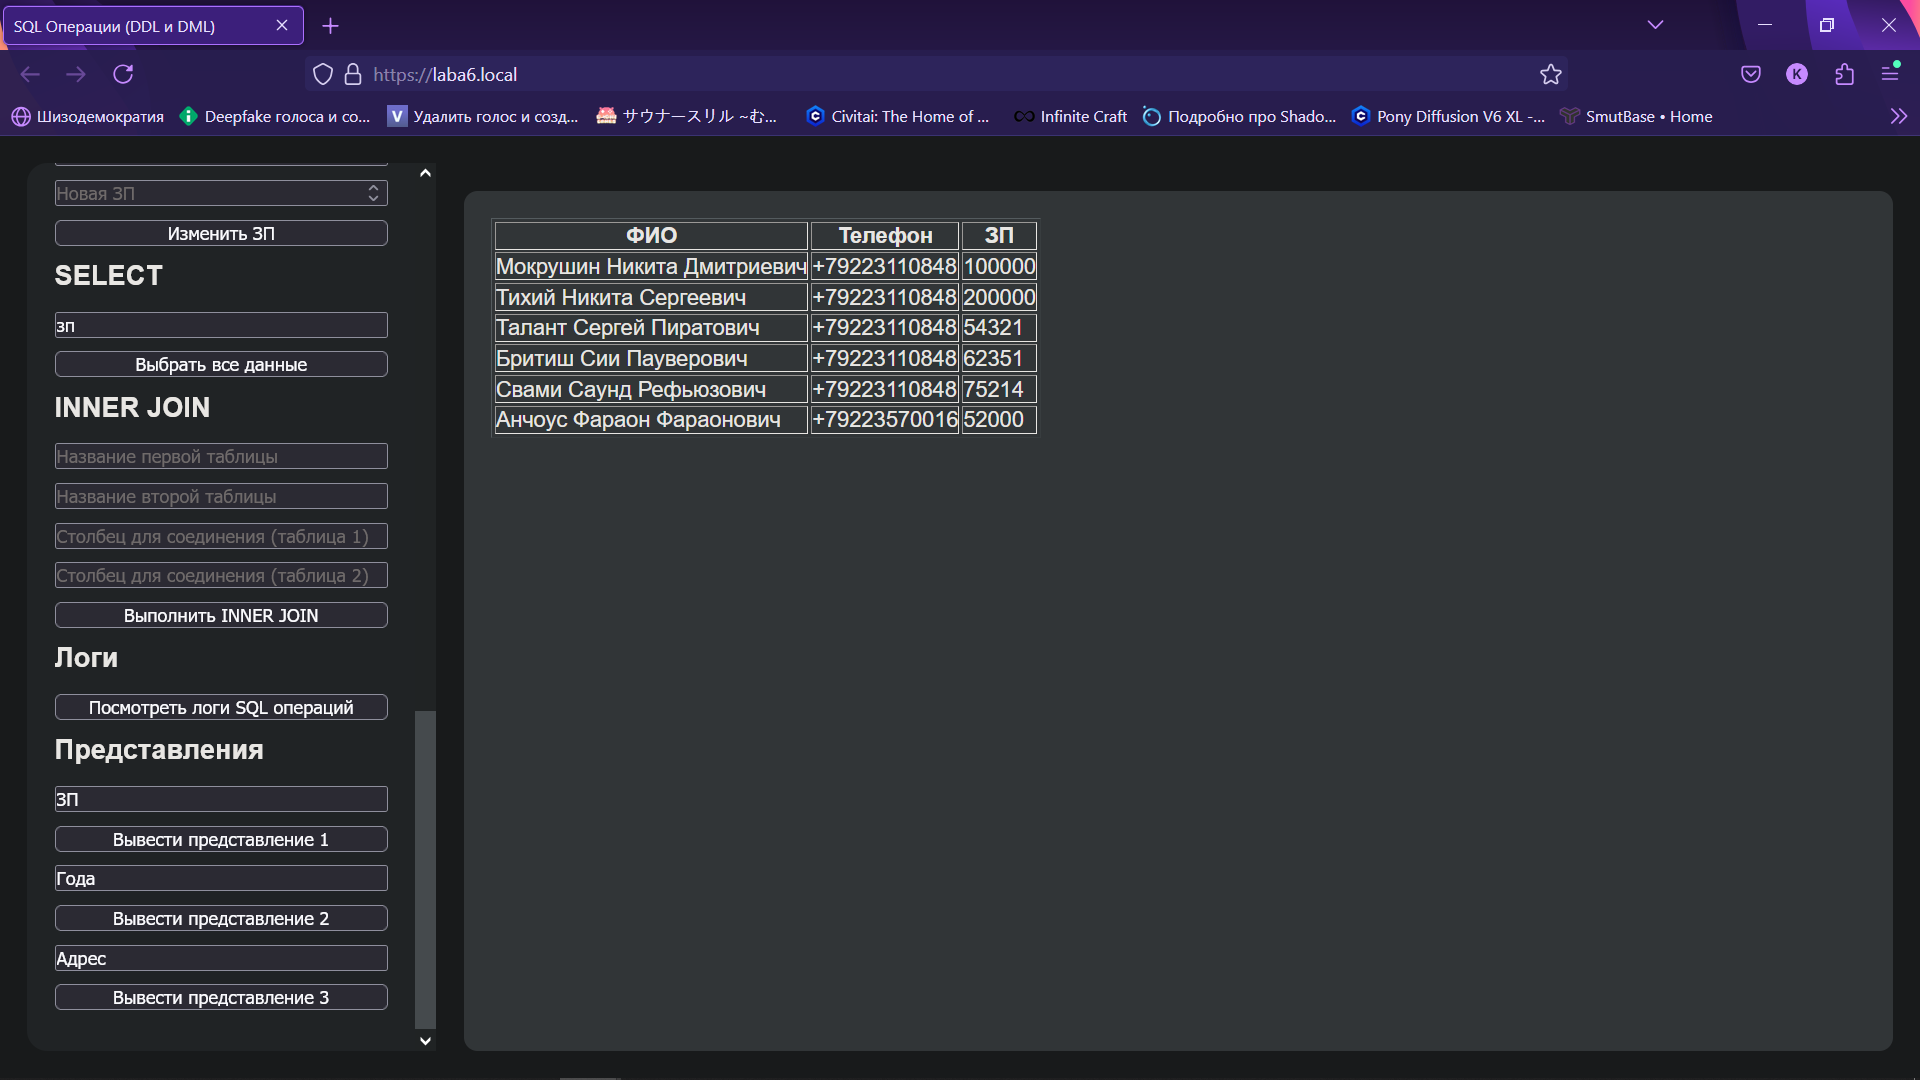 SQL Операции (DDL и DML)
https://laba6.local
K
Шизодемократия
Deepfake голоса и со...
V
Удалить голос и созд...
サウナースリル ~む...
Civitai: The Home of ...
Infinite Craft
Подробно про Shado...
Pony Diffusion V6 XL -...
SmutBase • Home
Новая ЗП
Изменить ЗП
SELECT
зп
Выбрать все данные
INNER JOIN
Название первой таблицы
Название второй таблицы
Столбец для соединения (таблица 1)
Столбец для соединения (таблица 2)
Выполнить INNER JOIN
Логи
Посмотреть логи SQL операций
Представления
ЗП
Вывести представление 1
Года
Вывести представление 2
Адрес
Вывести представление 3
ФИО Телефон ЗП
Мокрушин Никита Дмитриевич +79223110848 100000
Тихий Никита Сергеевич +79223110848 200000
Талант Сергей Пиратович +79223110848 54321
Бритиш Сии Пауверович +79223110848 62351
Свами Саунд Рефьюзович +79223110848 75214
Анчоус Фараон Фараонович +79223570016 52000